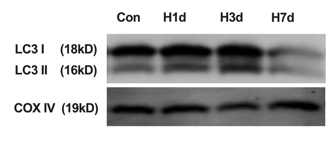 Con H1d H3d H7d
LC3 I (18kD)
LC3 II (16kD)
COX IV (19kD)